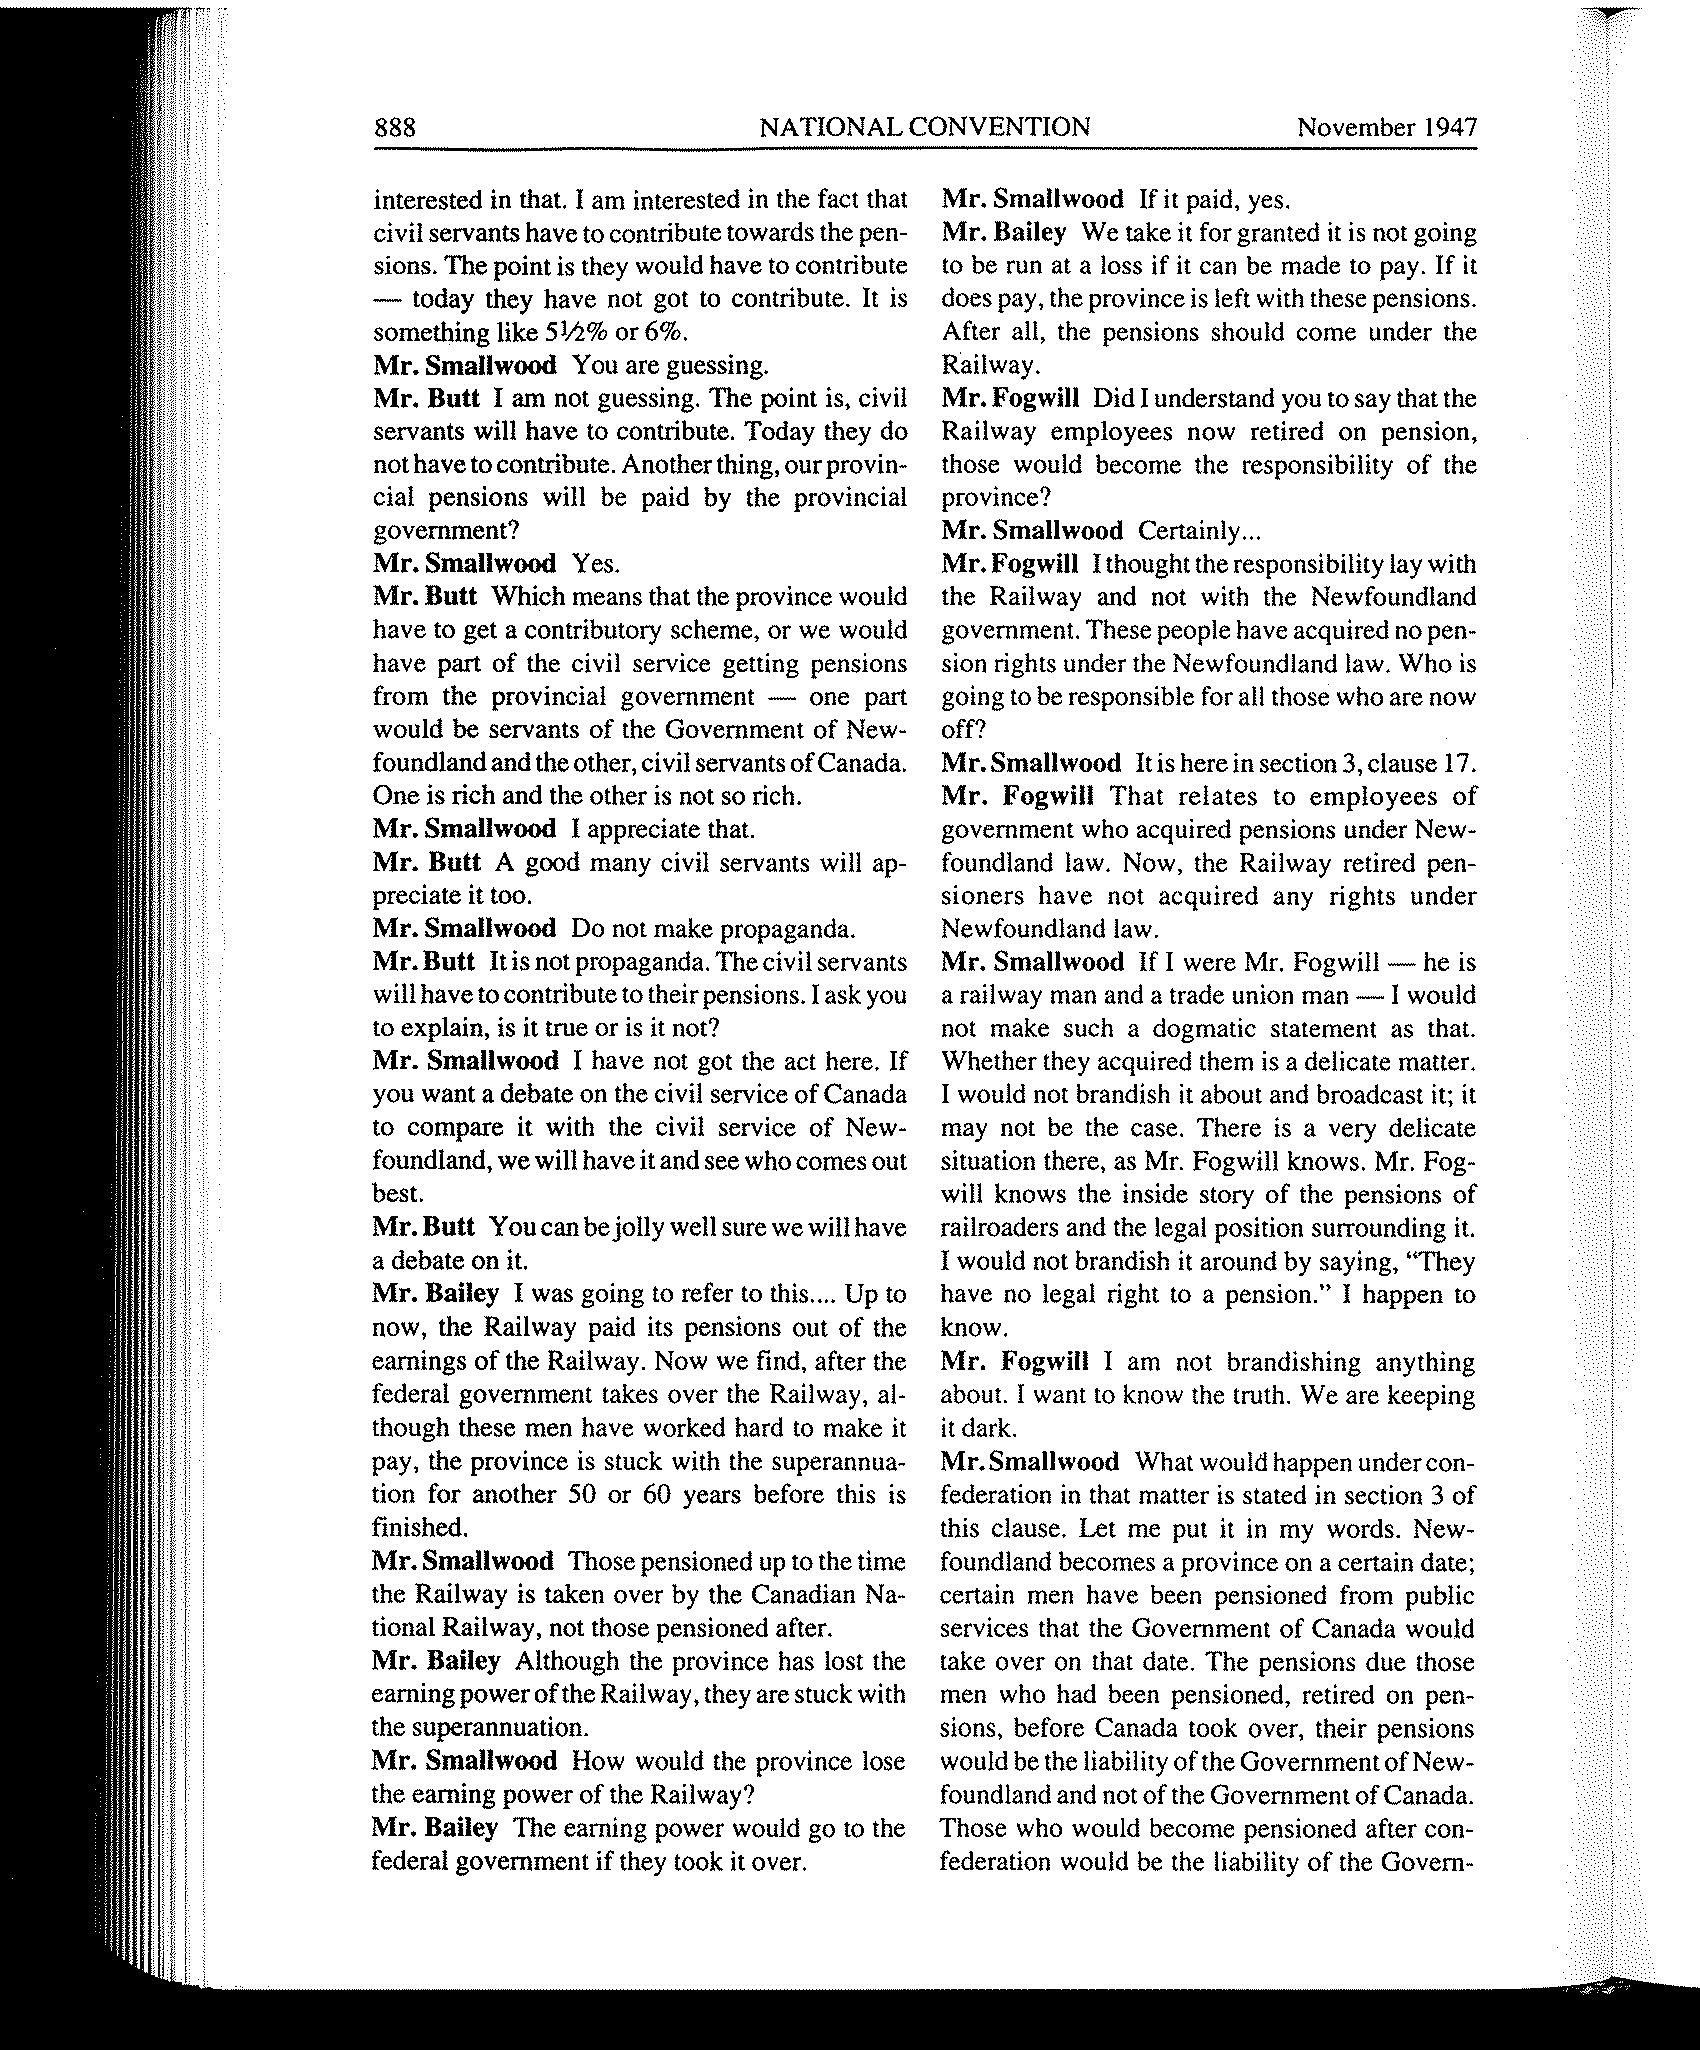 888 NATIONAL CONVENTION November 1947
interested in that. I am interested in the fact that
civil servants have to contribute towards the pen-
sions. The point is they would have to contribute
— today they have not got to contribute. It is
something like 5½% or 6%.
Mr. Smallwood You are guessing.
Mr. Butt I am not guessing. The point is, civil
servants will have to contribute. Today they do
not have to contribute. Another thing, our provin-
cial pensions will be paid by the provincial
government?
Mr. Smallwood Yes.
Mr. Butt Which means that the province would
have to get a contributory scheme, or we would
have part of the civil service getting pensions
from the provincial government — one part
would be servants of the Government of New-
foundland and the other, civil servants of Canada.
One is rich and the other is not so rich.
Mr. Smallwood I appreciate that.
Mr. Butt A good many civil servants will ap-
preciate it too.
Mr. Smallwood Do not make propaganda.
Mr. Butt It is not propaganda. The civil servants
will have to contribute to their pensions. I ask you
to explain, is it true or is it not?
Mr. Smallwood I have not got the act here. If
you want a debate on the civil service of Canada
to compare it with the civil service of New-
foundland, we will have it and see who comes out
best.
Mr. Butt You can be jolly well sure we will have
a debate on it.
Mr. Bailey I was going to refer to this.... Up to
now, the Railway paid its pensions out of the
earnings of the Railway. Now we find, after the
federal government takes over the Railway, al-
though these men have worked hard to make it
pay, the province is stuck with the superannua-
tion for another 50 or 60 years before this is
finished.
Mr. Smallwood Those pensioned up to the time
the Railway is taken over by the Canadian Na-
tional Railway, not those pensioned after.
Mr. Bailey Although the province has lost the
earning power of the Railway, they are stuck with
the superannuation.
Mr. Smallwood How would the province lose
the earning power of the Railway?
Mr. Bailey The earning power would go to the
federal government if they took it over.
Mr. Smallwood If it paid, yes.
Mr. Bailey We take it for granted it is not going
to be run at a loss if it can be made to pay. If it
does pay, the province is left with these pensions.
After all, the pensions should come under the
Railway.
Mr. Fogwill Did I understand you to say that the
Railway employees now retired on pension,
those would become the responsibility of the
province?
Mr. Smallwood Certainly...
Mr. Fogwill I thought the responsibility lay with
the Railway and not with the Newfoundland
government. These people have acquired no pen-
sion rights under the Newfoundland law. Who is
going to be responsible for all those who are now
off?
Mr. Smallwood It is here in section 3, clause 17.
Mr. Fogwill That relates to employees of
government who acquired pensions under New-
foundland law. Now, the Railway retired pen-
sioners have not acquired any rights under
Newfoundland law.
Mr. Smallwood If I were Mr. Fogwill — he is
a railway man and a trade union man — I would
not make such a dogmatic statement as that.
Whether they acquired them is a delicate matter.
I would not brandish it about and broadcast it; it
may not be the case. There is a very delicate
situation there, as Mr. Fogwill knows. Mr. Fog-
will knows the inside story of the pensions of
railroaders and the legal position surrounding it.
I would not brandish it around by saying, “They
have no legal right to a pension.” I happen to
know.
Mr. Fogwill I am not brandishing anything
about. I want to know the truth. We are keeping
it dark.
Mr. Smallwood What would happen under con-
federation in that matter is stated in section 3 of
this clause. Let me put it in my words. New-
foundland becomes a province on a certain date;
certain men have been pensioned from public
services that the Government of Canada would
take over on that date. The pensions due those
men who had been pensioned, retired on pen-
sions, before Canada took over, their pensions
would be the liability of the Government of New-
foundland and not of the Government of Canada.
Those who would become pensioned after con-
federation would be the liability of the Govern-